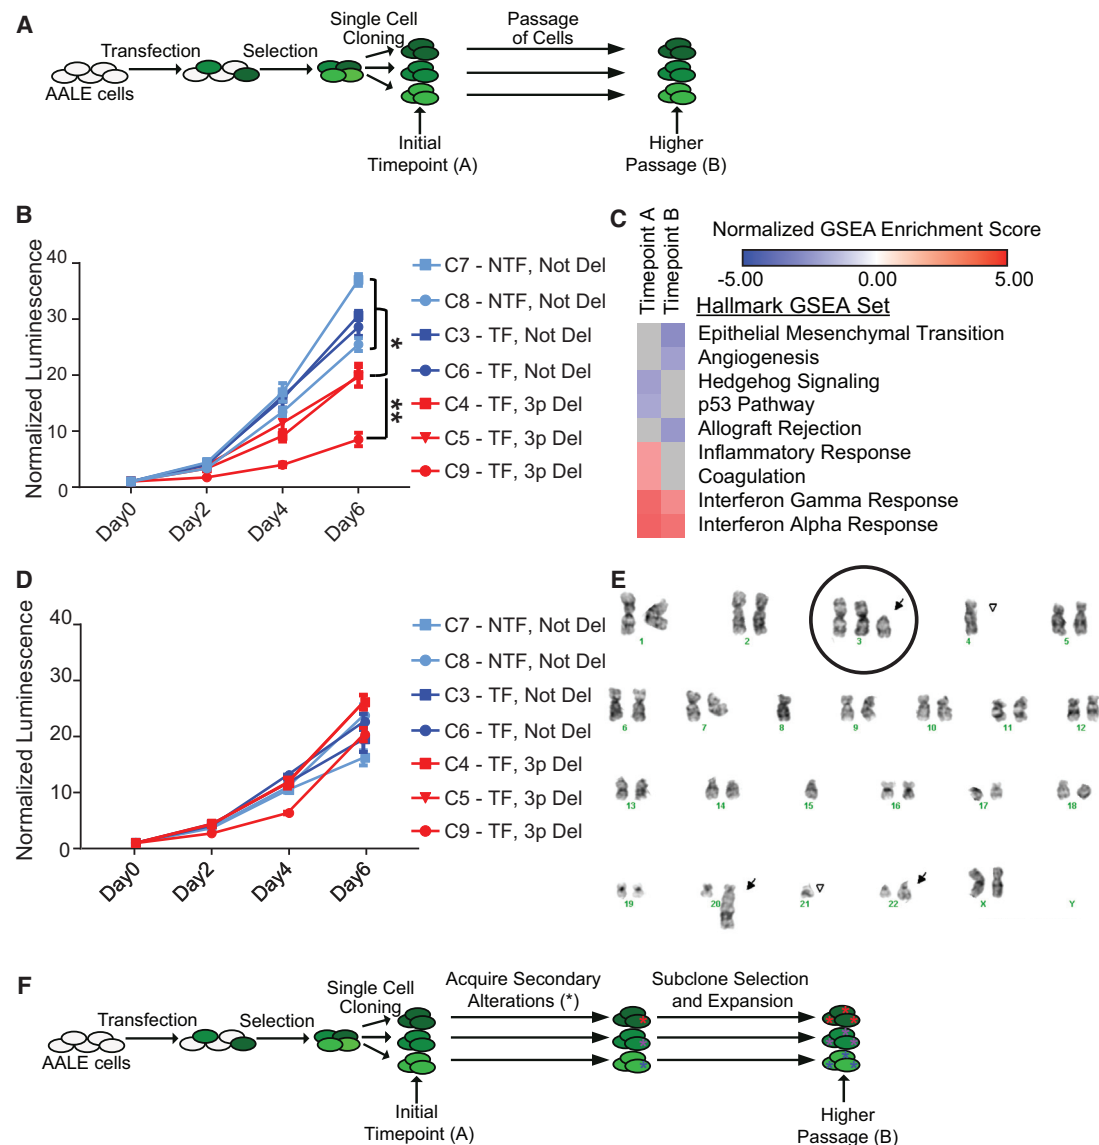 A
AALE cells
Transfection
Selection
Single Cell
Cloning
Passage
of Cells
Initial
Timepoint (A)
Higher
Passage (B)
B
Normalized Luminescence
40
30
20
10
0
Day0
Day2
Day4
Day6
*
**
C7 - NTF, Not Del
C8 - NTF, Not Del
C3 - TF, Not Del
C6 - TF, Not Del
C4 - TF, 3p Del
C5 - TF, 3p Del
C9 - TF, 3p Del
C
Timepoint A
Timepoint B
Normalized GSEA Enrichment Score
-5.00
0.00
5.00
Hallmark GSEA Set
Epithelial Mesenchymal Transition
Angiogenesis
Hedgehog Signaling
p53 Pathway
Allograft Rejection
Inflammatory Response
Coagulation
Interferon Gamma Response
Interferon Alpha Response
D
Normalized Luminescence
40
30
20
10
0
Day0
Day2
Day4
Day6
C7 - NTF, Not Del
C8 - NTF, Not Del
C3 - TF, Not Del
C6 - TF, Not Del
C4 - TF, 3p Del
C5 - TF, 3p Del
C9 - TF, 3p Del
E
1
2
3
4
5
6
7
8
9
10
11
12
13
14
15
16
17
18
19
20
21
22
X
Y
F
AALE cells
Transfection
Selection
Single Cell
Cloning
Acquire Secondary
Alterations (*)
Subclone Selection
and Expansion
Initial
Timepoint (A)
Higher
Passage (B)